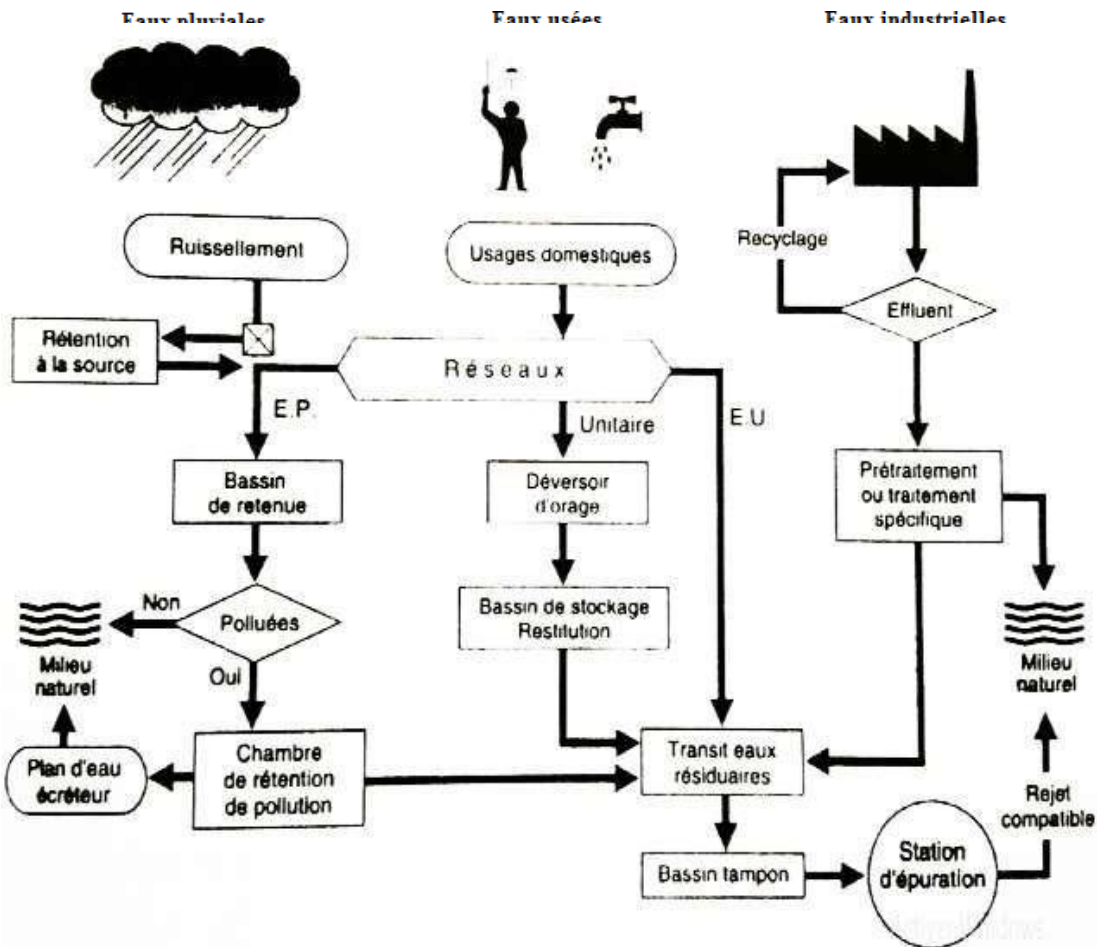 Eaux pluviales
Eaux usées
Eaux industrielles
Ruissellement
Usages domestiques
Recyclage
Effluent
Rétention
à la source
Réseaux
E.P.
Unitaire
E.U
Bassin
de retenue
Déversoir
d'orage
Prétraitement
ou traitement
spécifique
Non
Polluées
Oui
Bassin de stockage
Restitution
Milieu
naturel
Milieu
naturel
Plan d'eau
écréteur
Chambre
de rétention
de pollution
Transit eaux
résiduaires
Rejet
compatible
Bassin tampon
Station
d'épuration